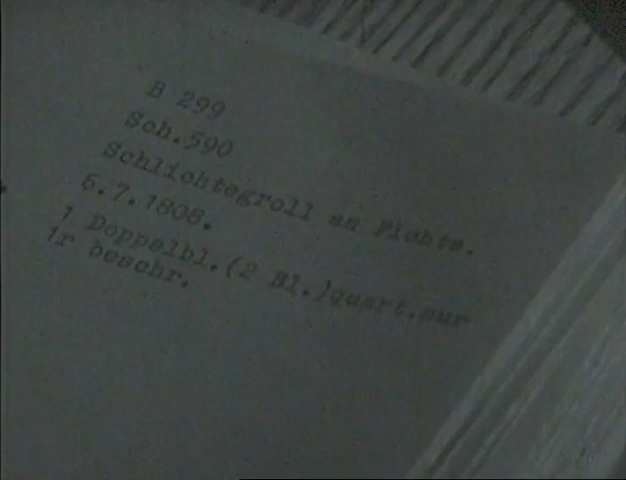 B 299
Sch.590
Schlichtegroll an Fichte.
6.7.1808.
1 Doppelbl.(2 Bl.)quart.nur
1r beschr.